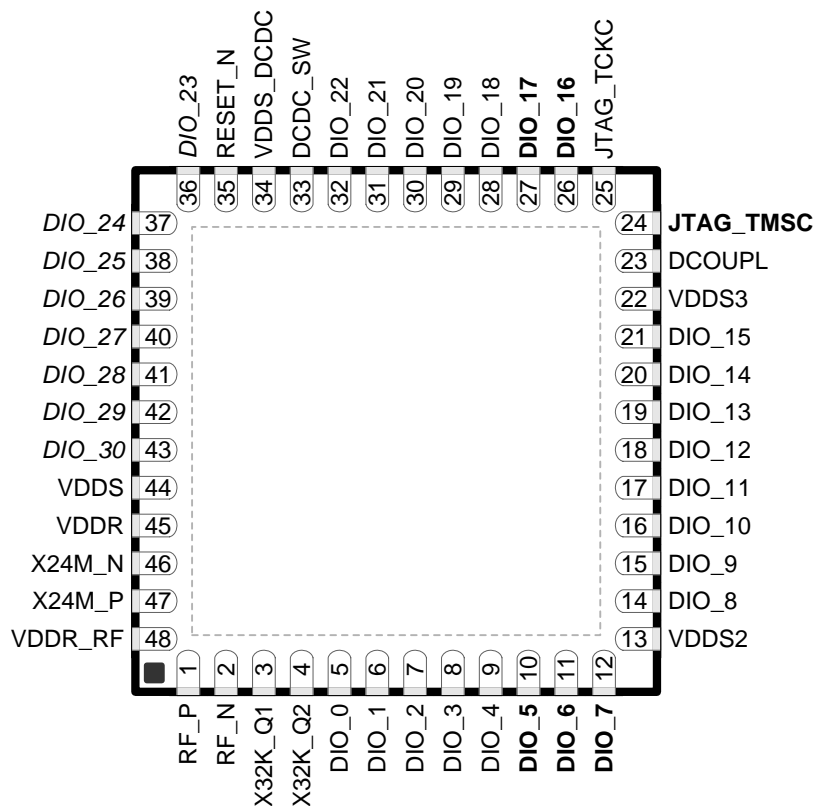 DIO_23
RESET_N
VDDS_DCDC
DCDC_SW
DIO_22
DIO_21
DIO_20
DIO_19
DIO_18
DIO_17
DIO_16
JTAG_TCKC
36
35
34
33
32
31
30
29
28
27
26
25
DIO_24 37
DIO_25 38
DIO_26 39
DIO_27 40
DIO_28 41
DIO_29 42
DIO_30 43
VDDS 44
VDDR 45
X24M_N 46
X24M_P 47
VDDR_RF 48
24 JTAG_TMSC
23 DCOUPL
22 VDDS3
21 DIO_15
20 DIO_14
19 DIO_13
18 DIO_12
17 DIO_11
16 DIO_10
15 DIO_9
14 DIO_8
13 VDDS2
1
2
3
4
5
6
7
8
9
10
11
12
RF_P
RF_N
X32K_Q1
X32K_Q2
DIO_0
DIO_1
DIO_2
DIO_3
DIO_4
DIO_5
DIO_6
DIO_7